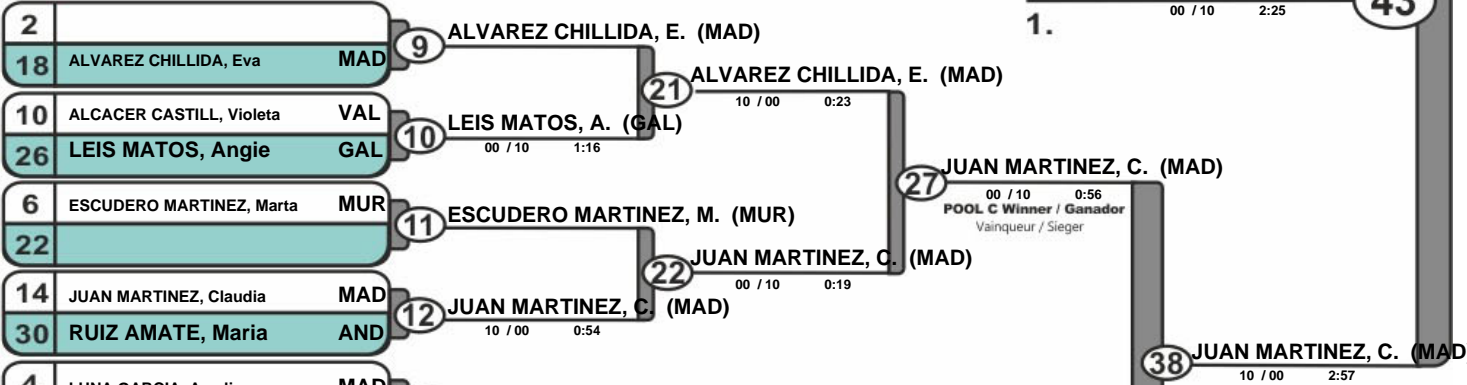 00 / 10 2:25
43
1.
2
18 ALVAREZ CHILLIDA, Eva MAD
9 ALVAREZ CHILLIDA, E. (MAD)
21 ALVAREZ CHILLIDA, E. (MAD)
10 / 00 0:23
10 ALCACER CASTILL, Violeta VAL
26 LEIS MATOS, Angie GAL
10 LEIS MATOS, A. (GAL)
00 / 10 1:16
27 JUAN MARTINEZ, C. (MAD)
00 / 10 0:56
POOL C Winner / Ganador
Vainqueur / Sieger
6 ESCUDERO MARTINEZ, Marta MUR
22
11 ESCUDERO MARTINEZ, M. (MUR)
22 JUAN MARTINEZ, C. (MAD)
00 / 10 0:19
14 JUAN MARTINEZ, Claudia MAD
30 RUIZ AMATE, Maria AND
12 JUAN MARTINEZ, C. (MAD)
10 / 00 0:54
38 JUAN MARTINEZ, C. (MAD
10 / 00 2:57
4 MAD